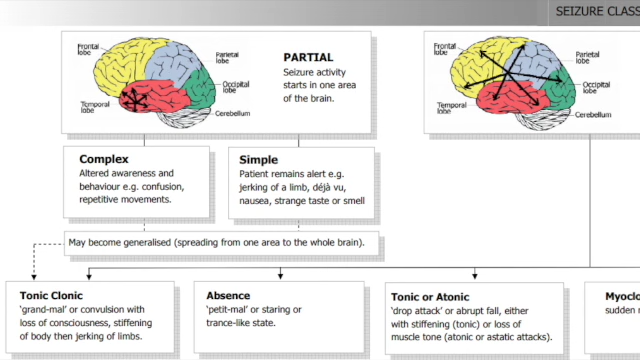 SEIZURE CLASS
Frontal
lobe
Parietal
lobe
Occipital
lobe
Temporal
lobe
Cerebellum
PARTIAL
Seizure activity
starts in one area
of the brain.
Frontal
lobe
Parietal
lobe
Occipital
lobe
Temporal
lobe
Cerebellum
Complex
Altered awareness and
behaviour e.g. confusion,
repetitive movements.
Simple
Patient remains alert e.g.
jerking of a limb, déjà vu,
nausea, strange taste or smell
May become generalised (spreading from one area to the whole brain).
Tonic Clonic
‘grand-mal’ or convulsion with
loss of consciousness, stiffening
of body then jerking of limbs.
Absence
‘petit-mal’ or staring or
trance-like state.
Tonic or Atonic
‘drop attack’ or abrupt fall, either
with stiffening (tonic) or loss of
muscle tone (atonic or astatic attacks).
Myoclo
sudden